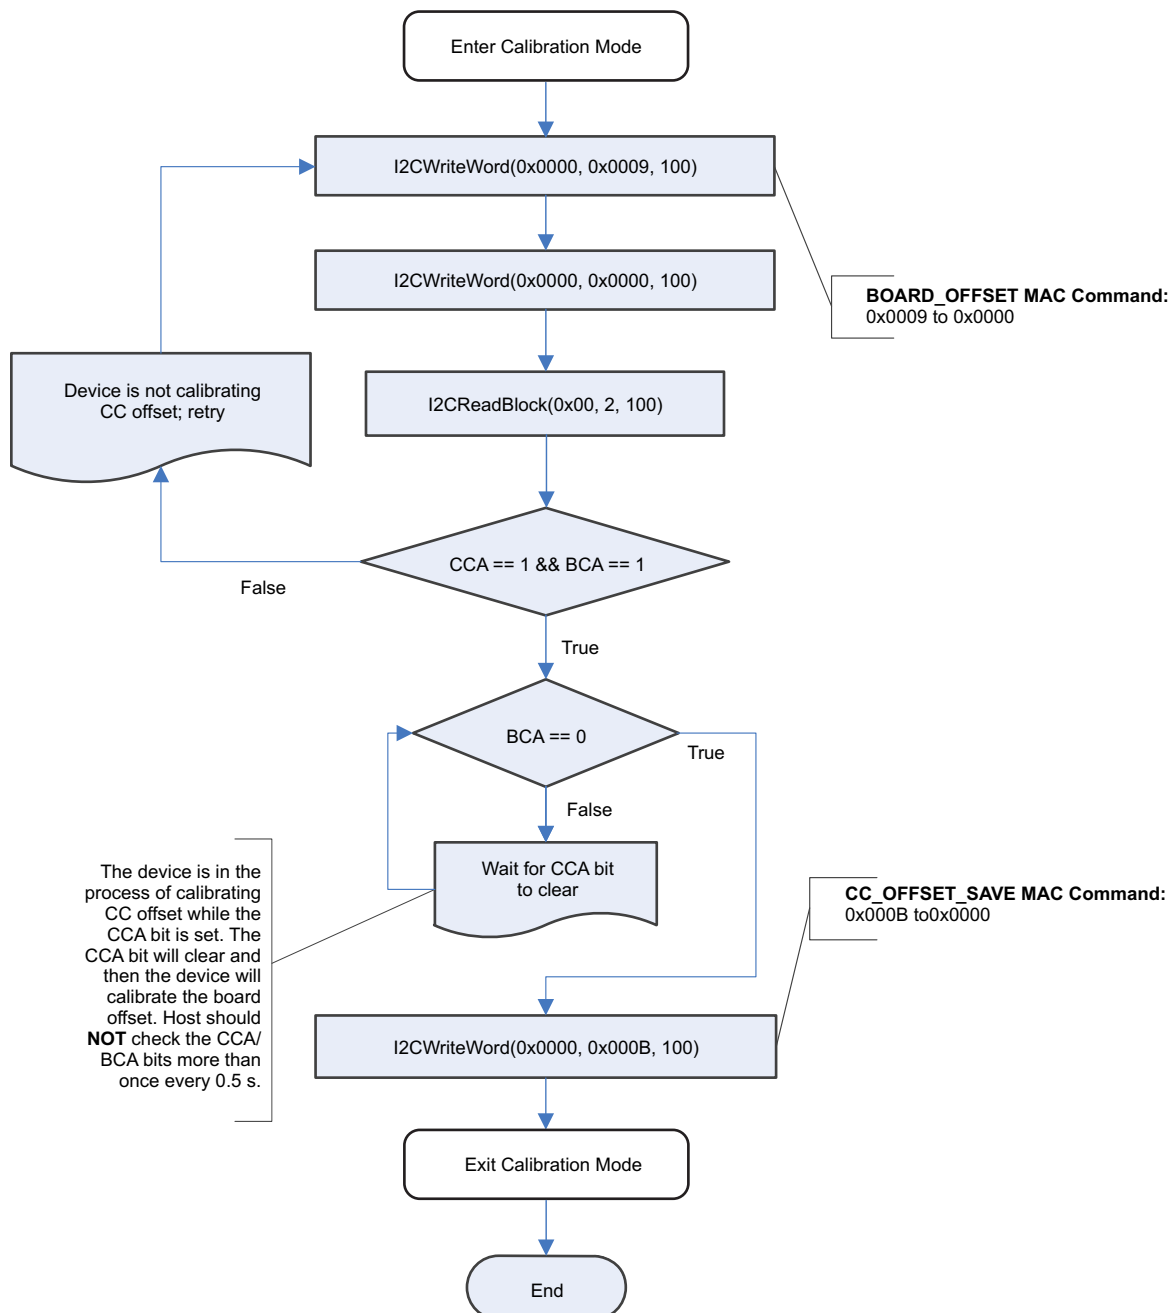 Enter Calibration Mode
I2CWriteWord(0x0000, 0x0009, 100)
I2CWriteWord(0x0000, 0x0000, 100)
BOARD_OFFSET MAC Command:
0x0009 to 0x0000
Device is not calibrating
CC offset; retry
I2CReadBlock(0x00, 2, 100)
CCA == 1 && BCA == 1
False
True
BCA == 0
True
False
Wait for CCA bit
to clear
The device is in the
process of calibrating
CC offset while the
CCA bit is set. The
CCA bit will clear and
then the device will
calibrate the board
offset. Host should
NOT check the CCA/
BCA bits more than
once every 0.5 s.
CC_OFFSET_SAVE MAC Command:
0x000B to0x0000
I2CWriteWord(0x0000, 0x000B, 100)
Exit Calibration Mode
End